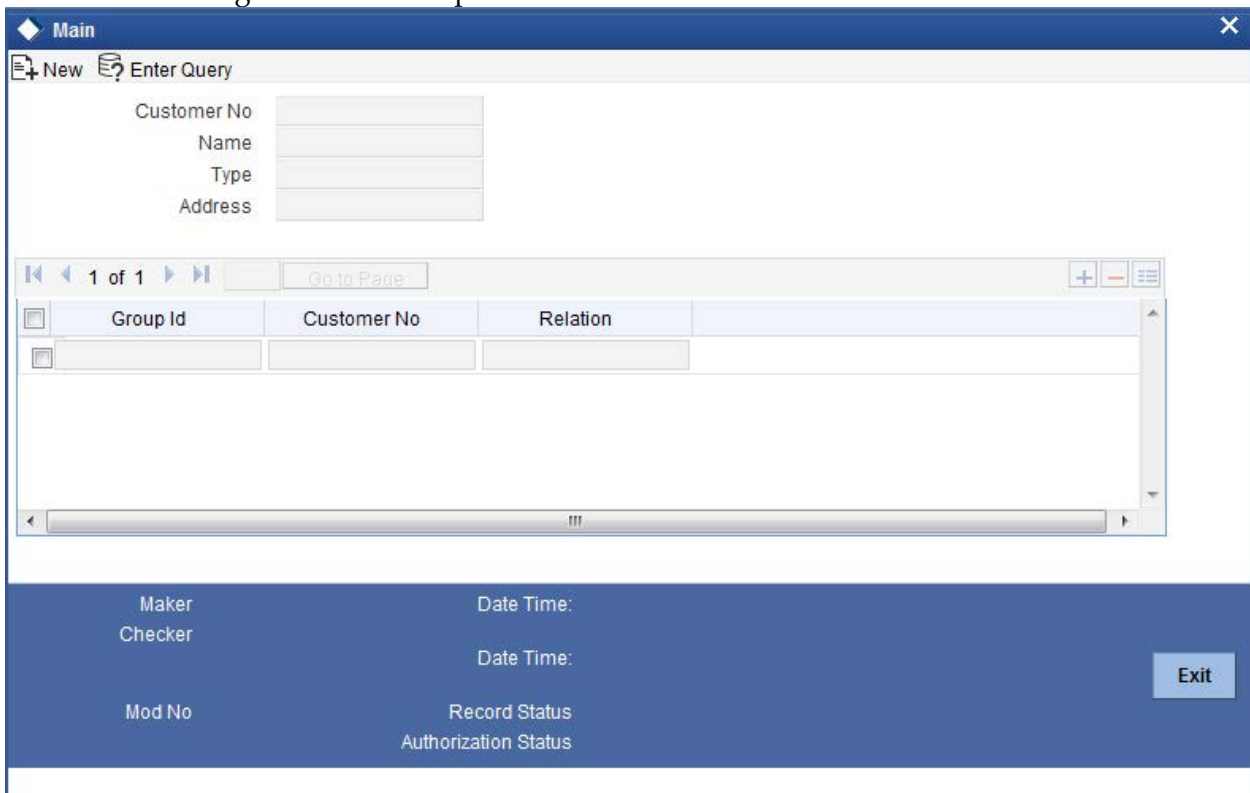 Main
New Enter Query
Customer No
Name
Type
Address
1 of 1 Go to Page
Group Id Customer No Relation
Maker Date Time:
Checker
Date Time:
Exit
Mod No Record Status
Authorization Status